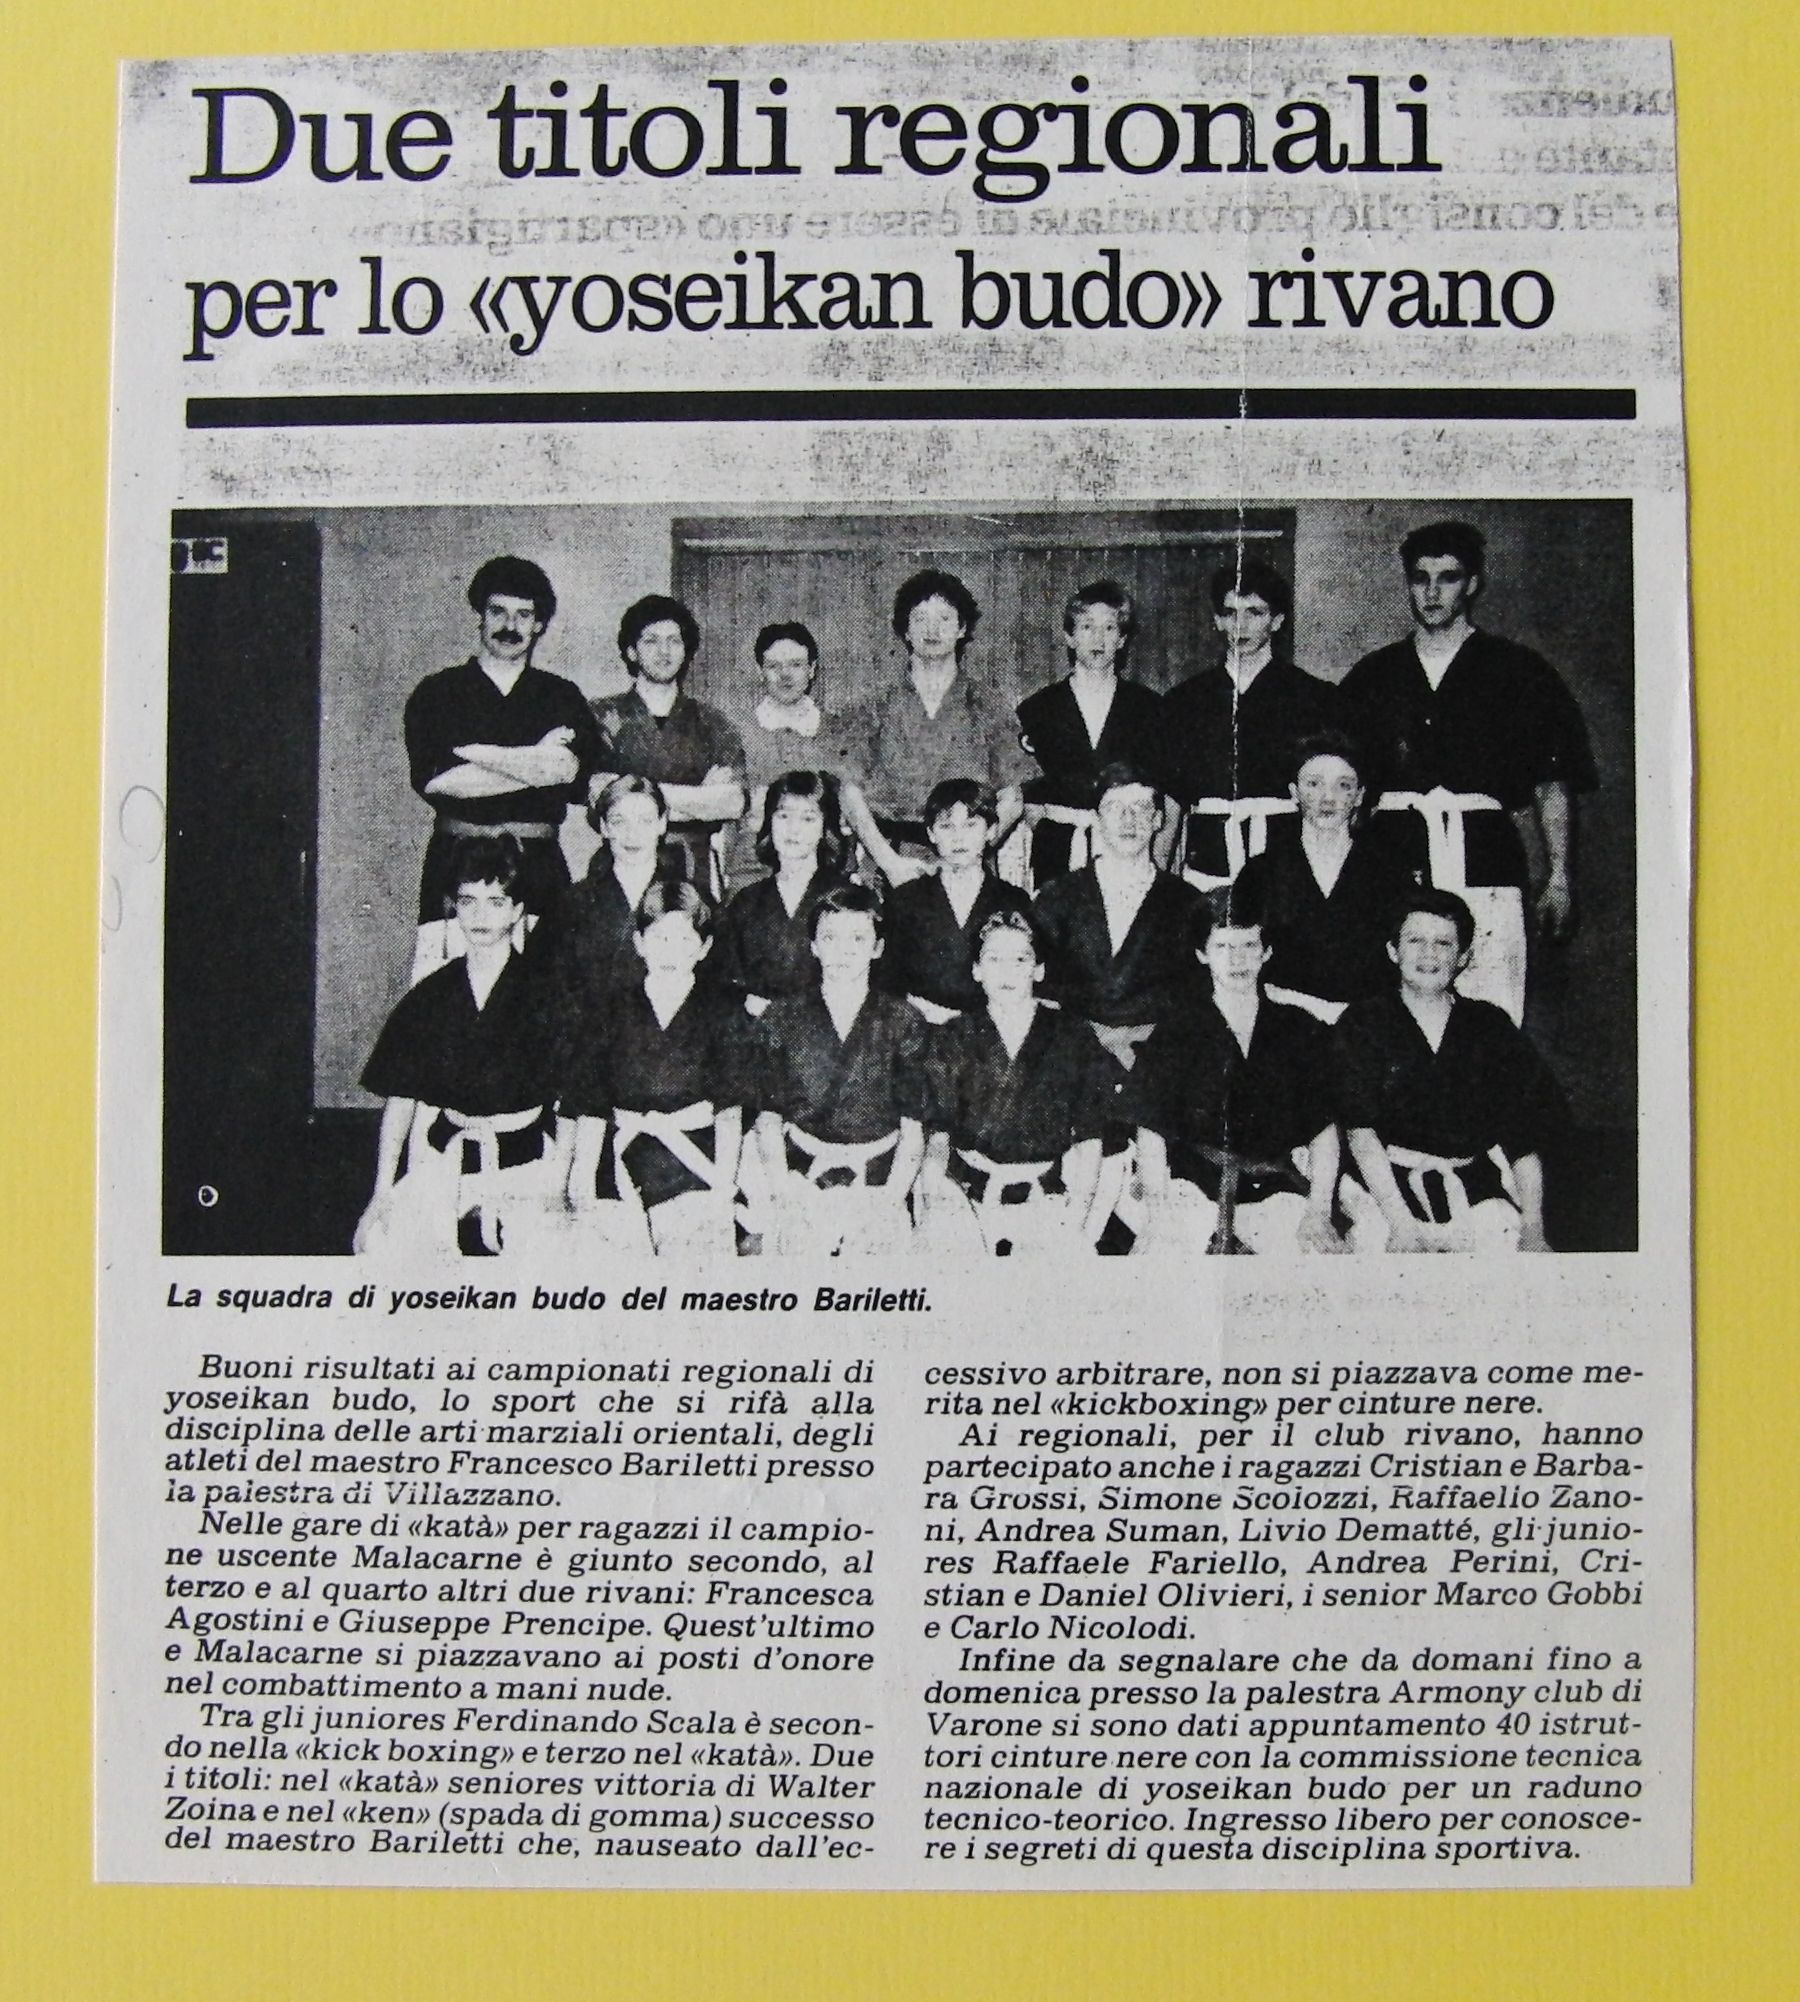 Due titoli regionali
per lo «yoseikan budo» rivano
La squadra di yoseikan budo del maestro Bariletti.
Buoni risultati ai campionati regionali di
yoseikan budo, lo sport che si rifà alla
disciplina delle arti marziali orientali, degli
atleti del maestro Francesco Bariletti presso
la palestra di Villazzano.
Nelle gare di «katà» per ragazzi il campio-
ne uscente Malacarne è giunto secondo, al
terzo e al quarto altri due rivani: Francesca
Agostini e Giuseppe Prencipe. Quest'ultimo
e Malacarne si piazzavano ai posti d'onore
nel combattimento a mani nude.
Tra gli juniores Ferdinando Scala è secon-
do nella «kick boxing» e terzo nel «katà». Due
i titoli: nel «katà» seniores vittoria di Walter
Zoina e nel «ken» (spada di gomma) successo
del maestro Bariletti che, nauseato dall'ec-
cessivo arbitrare, non si piazzava come me-
rita nel «kickboxing» per cinture nere.
Ai regionali, per il club rivano, hanno
partecipato anche i ragazzi Cristian e Barba-
ra Grossi, Simone Scolozzi, Raffaello Zano-
ni, Andrea Suman, Livio Dematté, gli junio-
res Raffaele Fariello, Andrea Perini, Cri-
stian e Daniel Olivieri, i senior Marco Gobbi
e Carlo Nicolodi.
Infine da segnalare che da domani fino a
domenica presso la palestra Armony club di
Varone si sono dati appuntamento 40 istrut-
tori cinture nere con la commissione tecnica
nazionale di yoseikan budo per un raduno
tecnico-teorico. Ingresso libero per conosce-
re i segreti di questa disciplina sportiva.